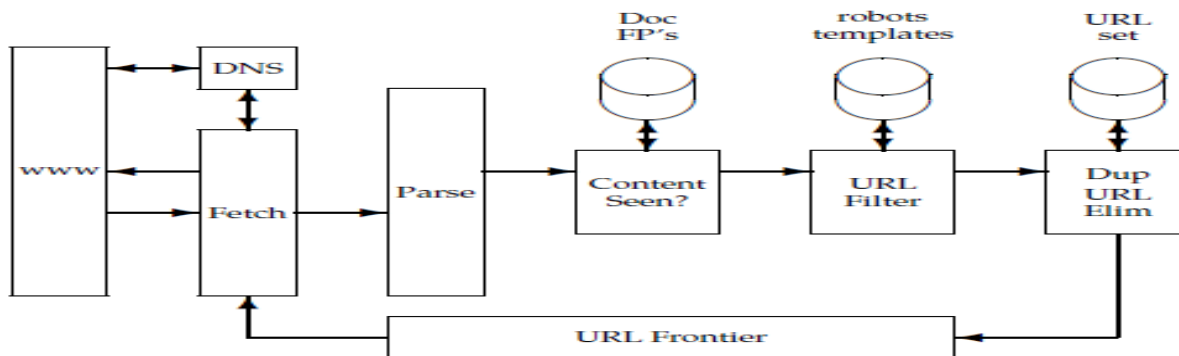 Doc
FP's
robots
templates
URL
set
DNS
www
Fetch
Parse
Content
Seen?
URL
Filter
Dup
URL
Elim
URL Frontier